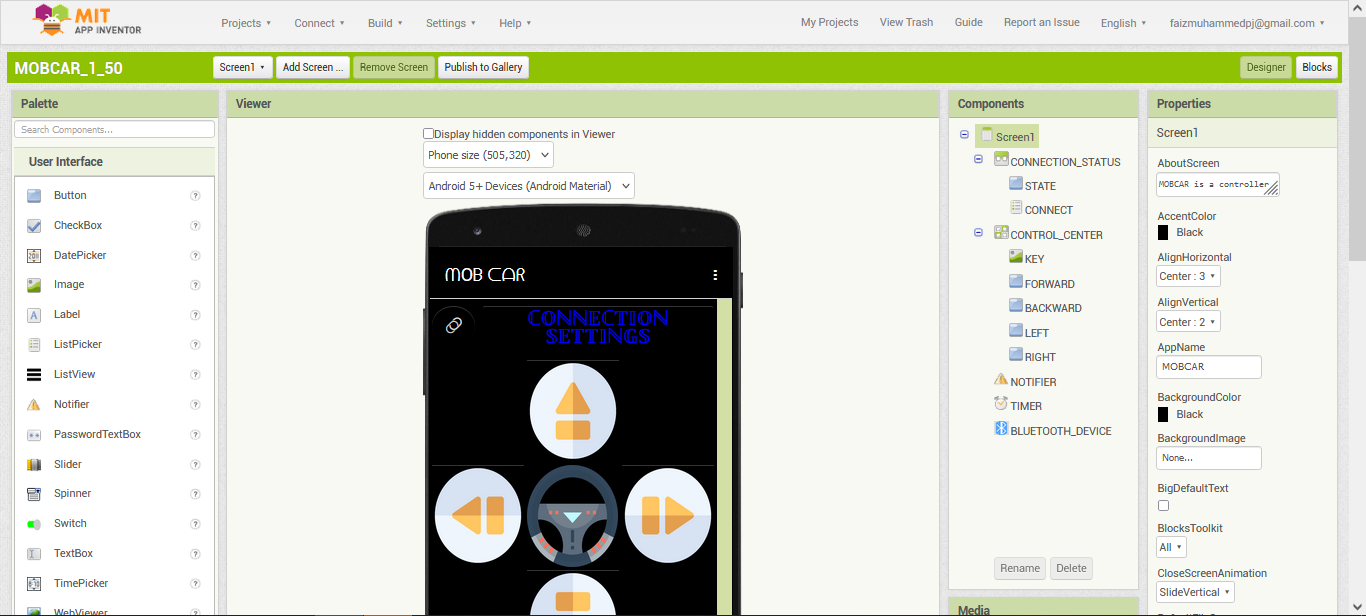 MIT
APP INVENTOR
Projects Connect Build Settings Help
My Projects View Trash Guide Report an Issue English faizmuhammedpj@gmail.com
MOBCAR_1_50
Screen1 Add Screen ... Remove Screen Publish to Gallery
Designer Blocks
Palette
Search Components...
User Interface
Button ?
CheckBox ?
DatePicker ?
Image ?
Label ?
ListPicker ?
ListView ?
Notifier ?
PasswordTextBox ?
Slider ?
Spinner ?
Switch ?
TextBox ?
TimePicker ?
WebViewer
Viewer
Display hidden components in Viewer
Phone size (505,320)
Android 5+ Devices (Android Material)
MOB CAR
CONNECTION
SETTINGS
Components
Screen1
CONNECTION_STATUS
STATE
CONNECT
CONTROL_CENTER
KEY
FORWARD
BACKWARD
LEFT
RIGHT
NOTIFIER
TIMER
BLUETOOTH_DEVICE
Rename Delete
Media
Properties
Screen1
AboutScreen
MOBCAR is a controller
AccentColor
Black
AlignHorizontal
Center : 3
AlignVertical
Center : 2
AppName
MOBCAR
BackgroundColor
Black
BackgroundImage
None...
BigDefaultText
BlocksToolkit
All
CloseScreenAnimation
SlideVertical